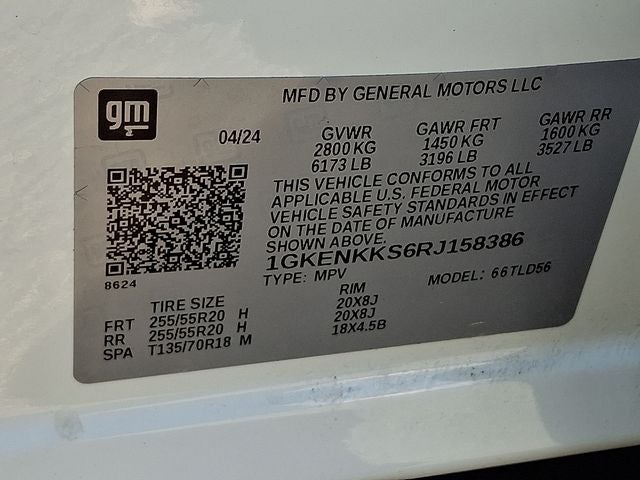 gm
MFD BY GENERAL MOTORS LLC
04/24
GVWR GAWR FRT GAWR RR
2800 KG 1450 KG 1600 KG
6173 LB 3196 LB 3527 LB
THIS VEHICLE CONFORMS TO ALL
APPLICABLE U.S. FEDERAL MOTOR
VEHICLE SAFETY STANDARDS IN EFFECT
ON THE DATE OF MANUFACTURE
SHOWN ABOVE.
1GKENKKS6RJ158386
8624
TYPE: MPV MODEL: 66TLD56
TIRE SIZE RIM
FRT 255/55R20 H 20X8J
RR 255/55R20 H 20X8J
SPA T135/70R18 M 18X4.5B